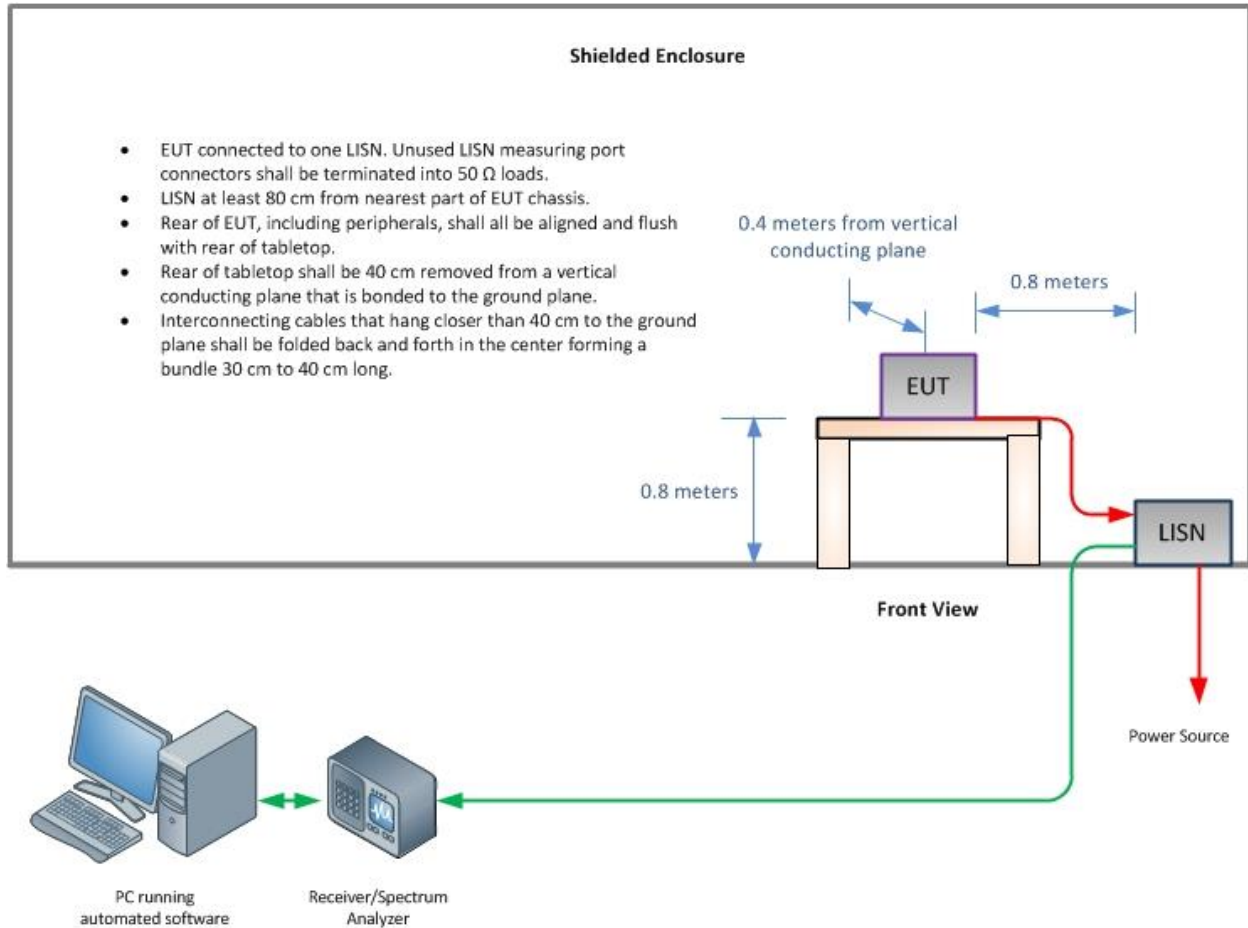 Shielded Enclosure
• EUT connected to one LISN. Unused LISN measuring port
connectors shall be terminated into 50 Ω loads.
• LISN at least 80 cm from nearest part of EUT chassis.
• Rear of EUT, including peripherals, shall all be aligned and flush
with rear of tabletop.
• Rear of tabletop shall be 40 cm removed from a vertical
conducting plane that is bonded to the ground plane.
• Interconnecting cables that hang closer than 40 cm to the ground
plane shall be folded back and forth in the center forming a
bundle 30 cm to 40 cm long.
0.4 meters from vertical
conducting plane
0.8 meters
EUT
0.8 meters
LISN
Front View
Power Source
PC running
automated software
Receiver/Spectrum
Analyzer